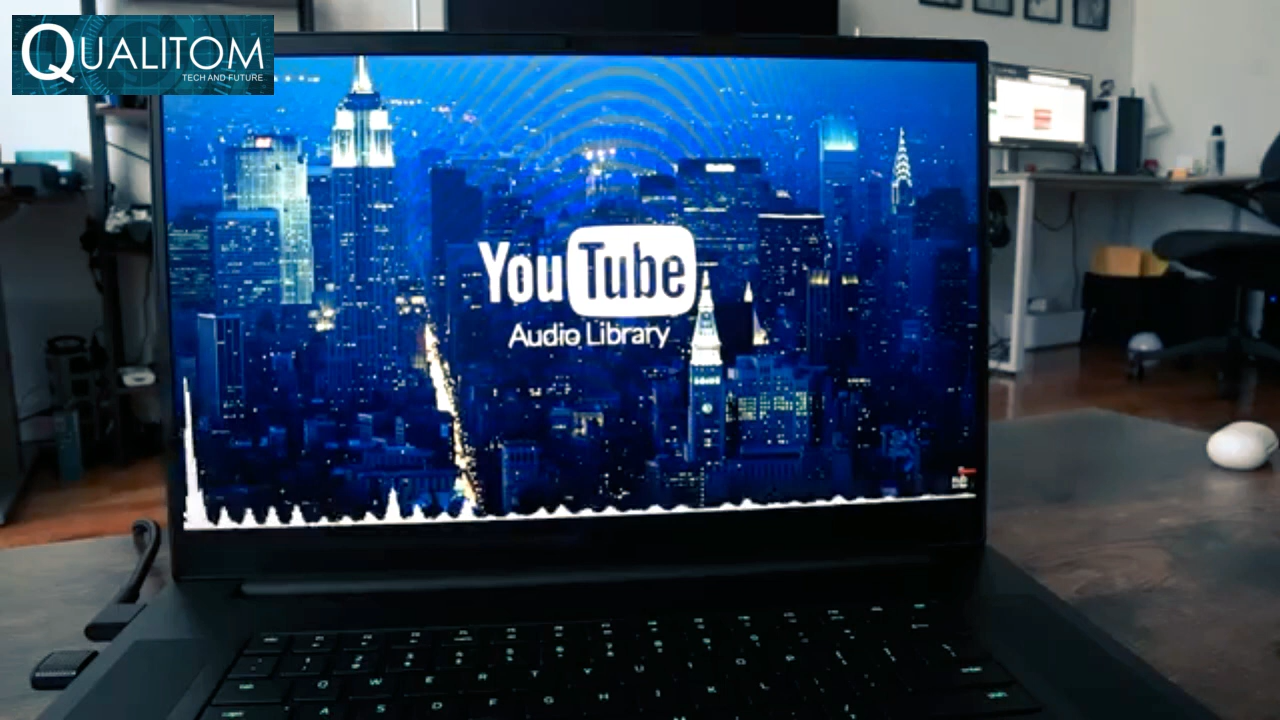 QUALITOM
TECH AND FUTURE
YouTube
Audio Library
Q W E R T Y U I O P
A S D F G H J K L
M